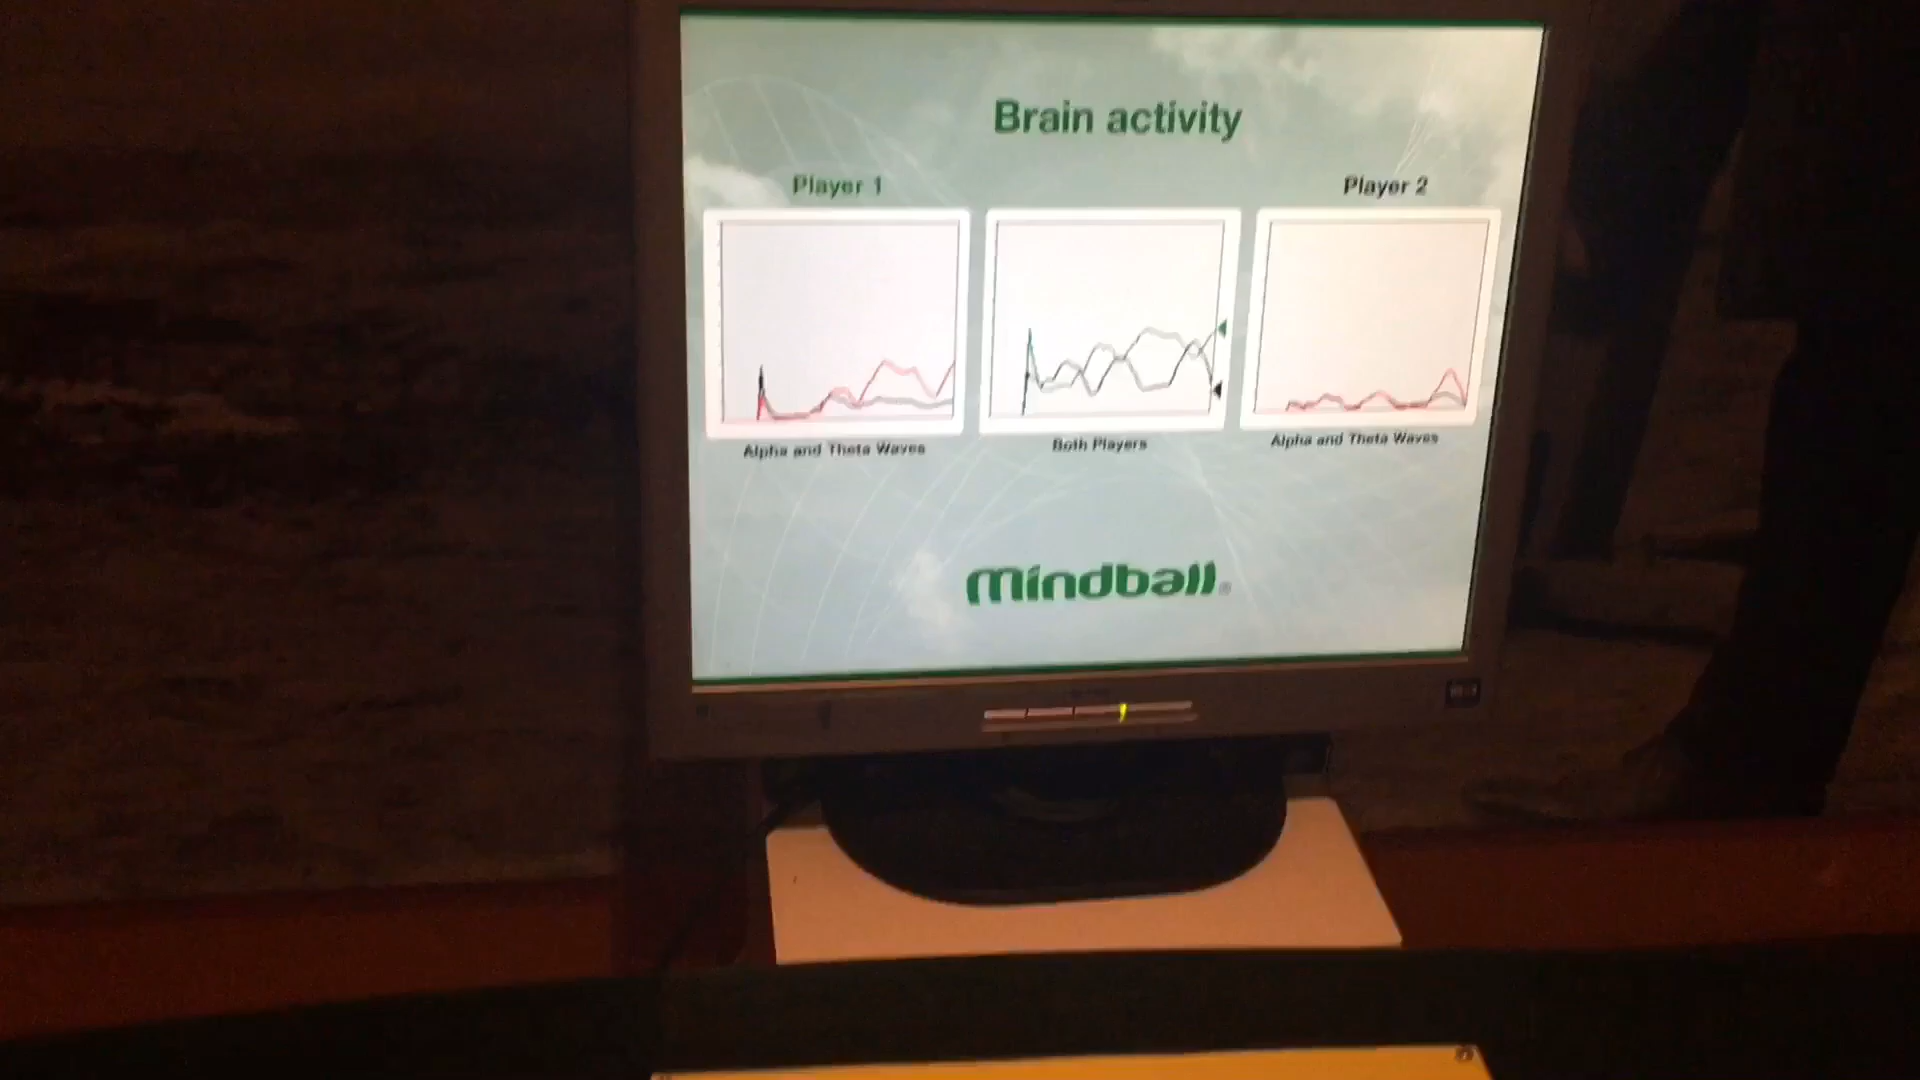 Brain activity
Player 1
Player 2
Alpha and Theta Waves
Both Players
Alpha and Theta Waves
mindball®